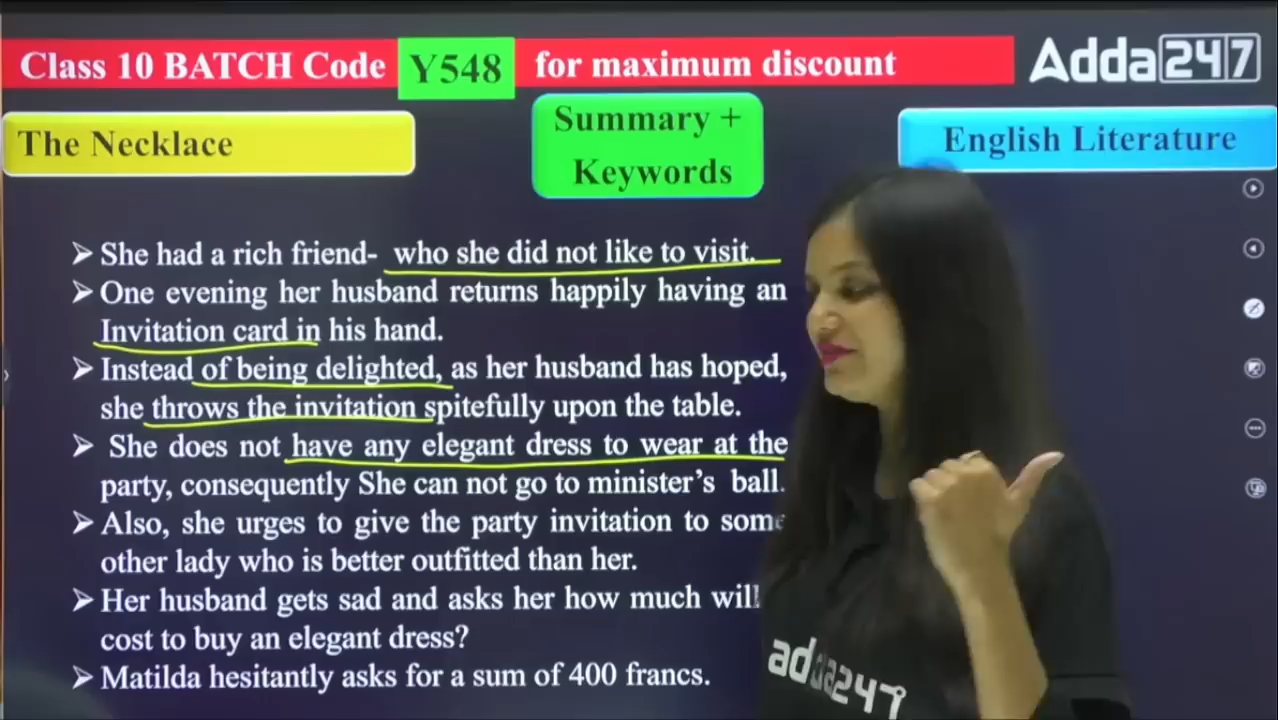 Class 10 BATCH Code Y548 for maximum discount
Adda247
The Necklace
Summary +
Keywords
English Literature
➤ She had a rich friend- who she did not like to visit.
➤ One evening her husband returns happily having an
Invitation card in his hand.
➤ Instead of being delighted, as her husband has hoped,
she throws the invitation spitefully upon the table.
➤ She does not have any elegant dress to wear at the
party, consequently She can not go to minister's ball.
➤ Also, she urges to give the party invitation to some
other lady who is better outfitted than her.
➤ Her husband gets sad and asks her how much will
cost to buy an elegant dress?
➤ Matilda hesitantly asks for a sum of 400 francs.
adda247